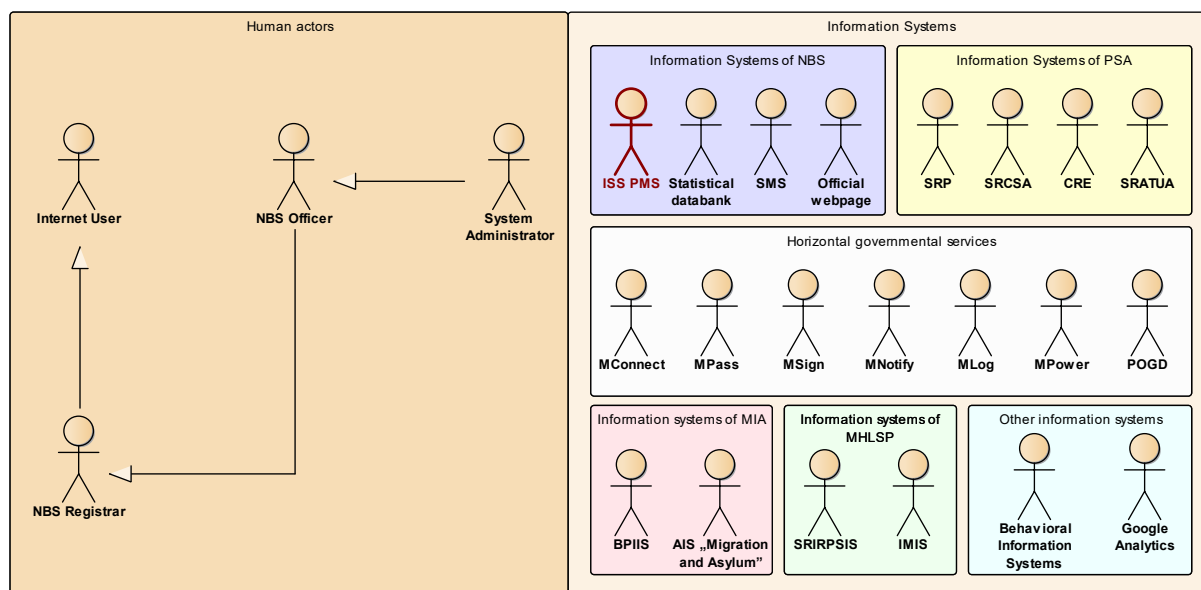 Human actors
Internet User
NBS Officer
System
Administrator
NBS Registrar
Information Systems
Information Systems of NBS
ISS PMS
Statistical
databank
SMS
Official
webpage
Information Systems of PSA
SRP
SRCSA
CRE
SRATUA
Horizontal governmental services
MConnect
MPass
MSign
MNotify
MLog
MPower
POGD
Information systems of MIA
BPIIS
AIS „Migration
and Asylum”
Information systems of
MHLSP
SRIRPSIS
IMIS
Other information systems
Behavioral
Information
Systems
Google
Analytics